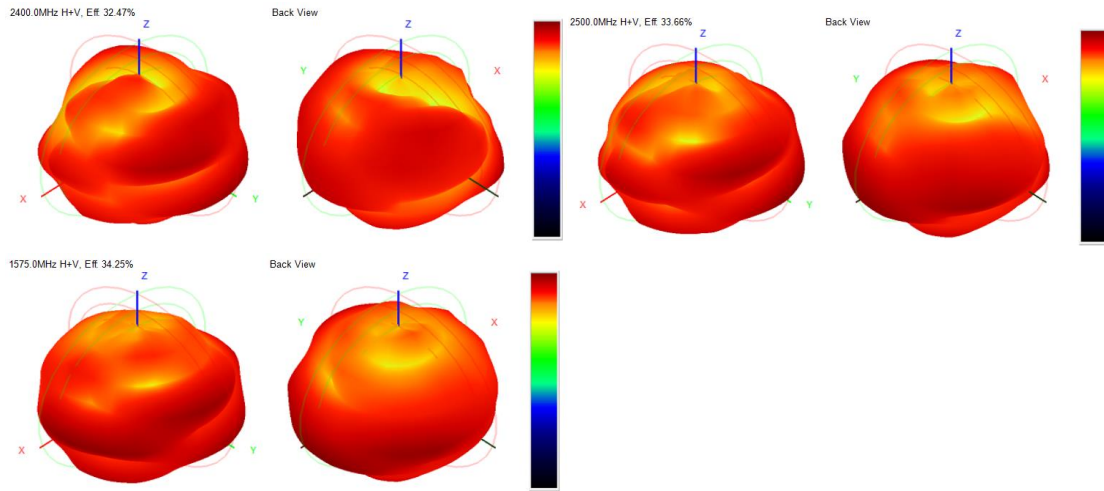 2400.0MHz H+V, Eff: 32.47%
Back View
Z
Z
Y
X
X
Y
2500.0MHz H+V, Eff: 33.66%
Back View
Z
Z
Y
X
X
Y
1575.0MHz H+V, Eff: 34.25%
Back View
Z
Z
Y
X
X
Y